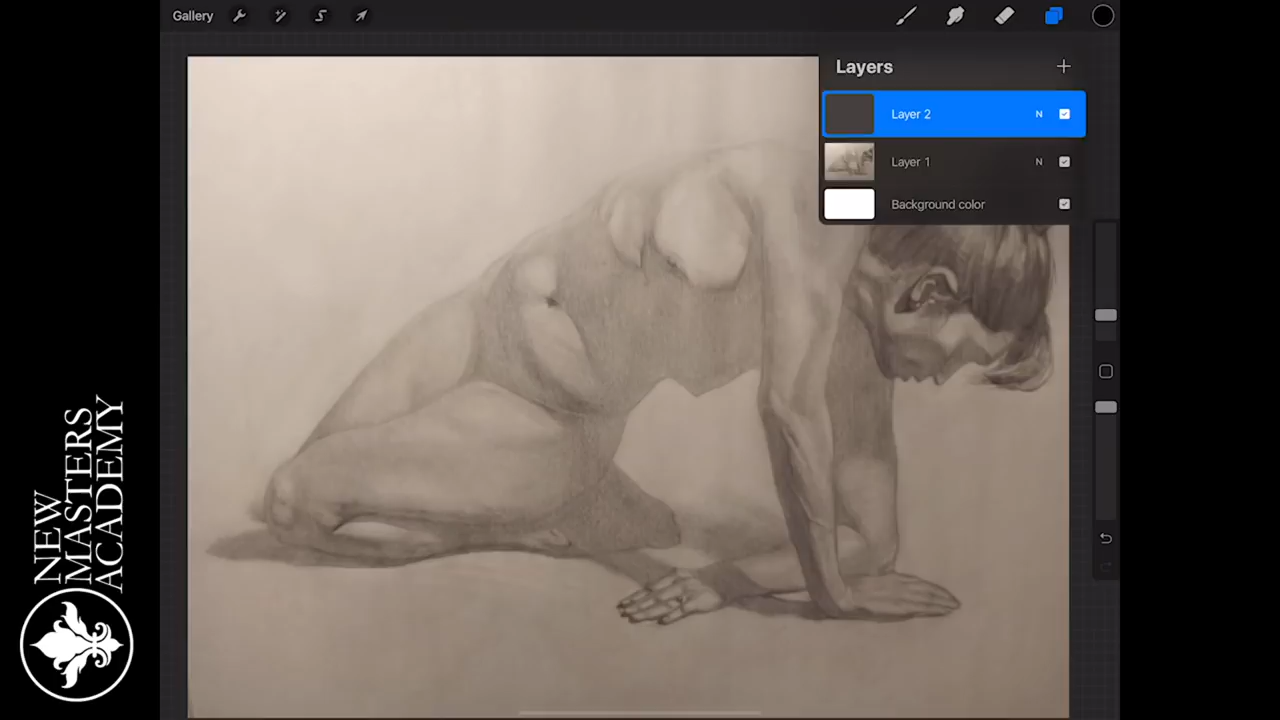 Gallery
Layers
Layer 2 N
Layer 1 N
Background color
NEW
MASTERS
ACADEMY